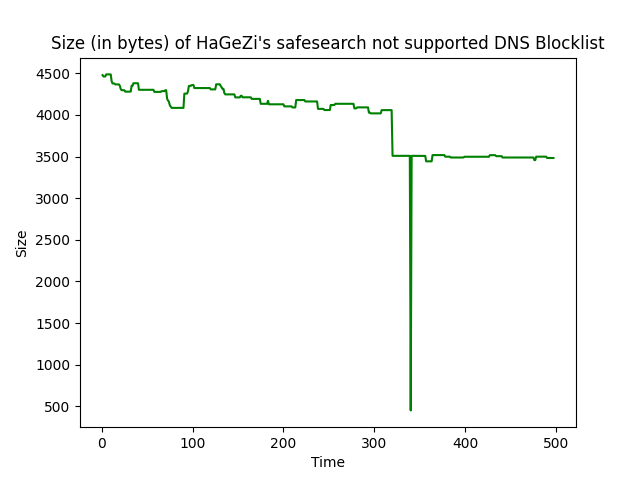 Size (in bytes) of HaGeZi's safesearch not supported DNS Blocklist
4500
4000
3500
3000
2500
2000
1500
1000
500
Size
0 100 200 300 400 500
Time